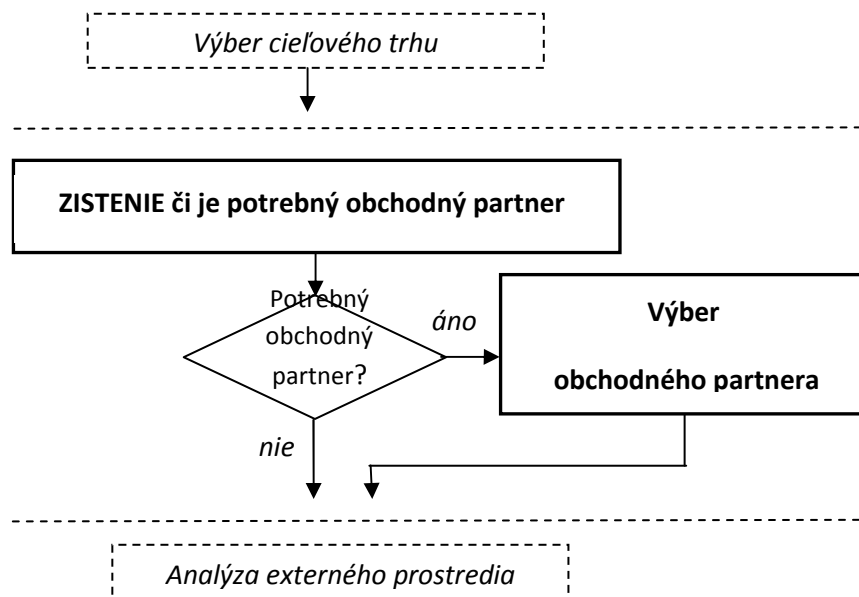 Výber cieľového trhu
ZISTENIE či je potrebný obchodný partner
Potrebný
obchodný
partner?
áno
Výber
obchodného partnera
nie
Analýza externého prostredia